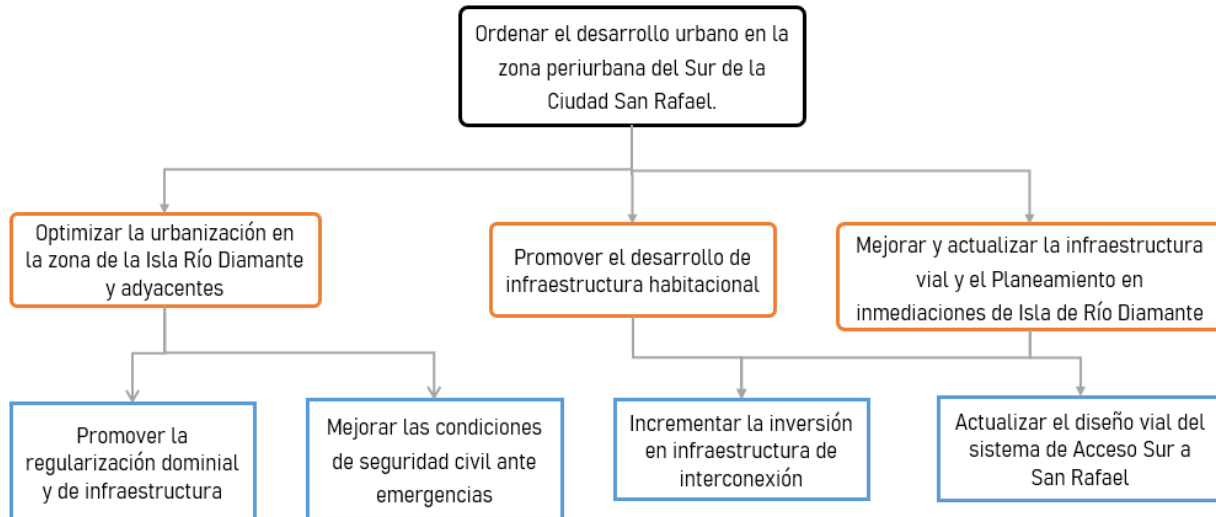 Ordenar el desarrollo urbano en la
zona periurbana del Sur de la
Ciudad San Rafael.
Optimizar la urbanización en
la zona de la Isla Río Diamante
y adyacentes
Promover el desarrollo de
infraestructura habitacional
Mejorar y actualizar la infraestructura
vial y el Planeamiento en
inmediaciones de Isla de Río Diamante
Promover la
regularización dominial
y de infraestructura
Mejorar las condiciones
de seguridad civil ante
emergencias
Incrementar la inversión
en infraestructura de
interconexión
Actualizar el diseño vial del
sistema de Acceso Sur a
San Rafael